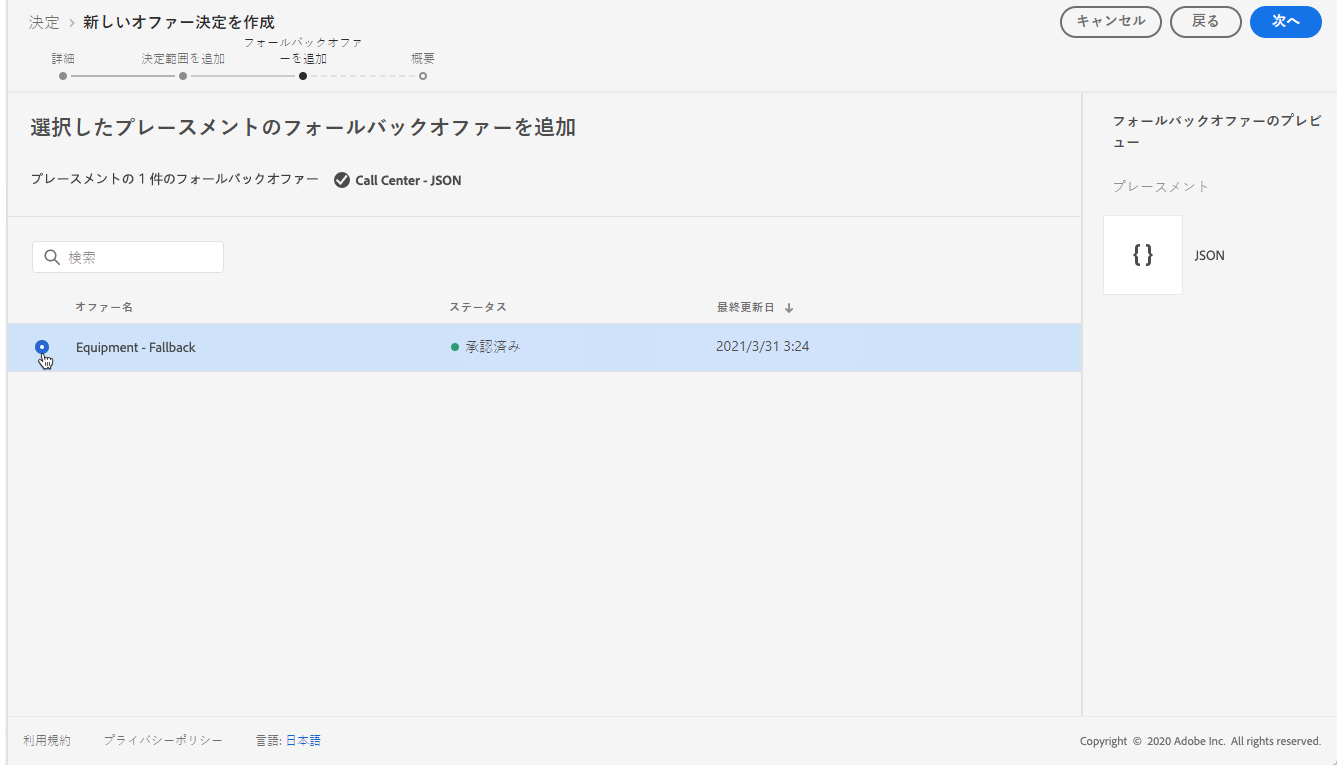 決定 > 新しいオファー決定を作成
キャンセル
戻る
次へ
詳細
決定範囲を追加
フォールバックオファ
ーを追加
概要
選択したプレースメントのフォールバックオファーを追加
プレースメントの 1 件のフォールバックオファー
Call Center - JSON
検索
オファー名
ステータス
最終更新日 ↓
Equipment - Fallback
承認済み
2021/3/31 3:24
フォールバックオファーのプレビ
ュー
プレースメント
{ }
JSON
利用規約
プライバシーポリシー
言語: 日本語
Copyright © 2020 Adobe Inc. All rights reserved.